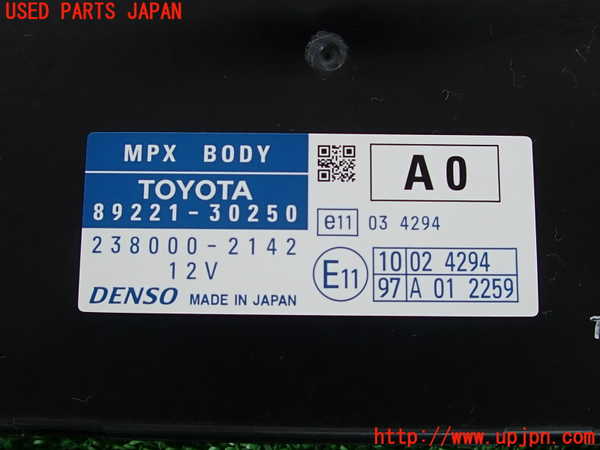 USED PARTS JAPAN
MPX BODY
TOYOTA
89221-30250
238000-2142
12V
DENSO MADE IN JAPAN
A0
e11 03 4294
E11
10 02 4294
97 A 01 2259
http://www.upjpn.com/